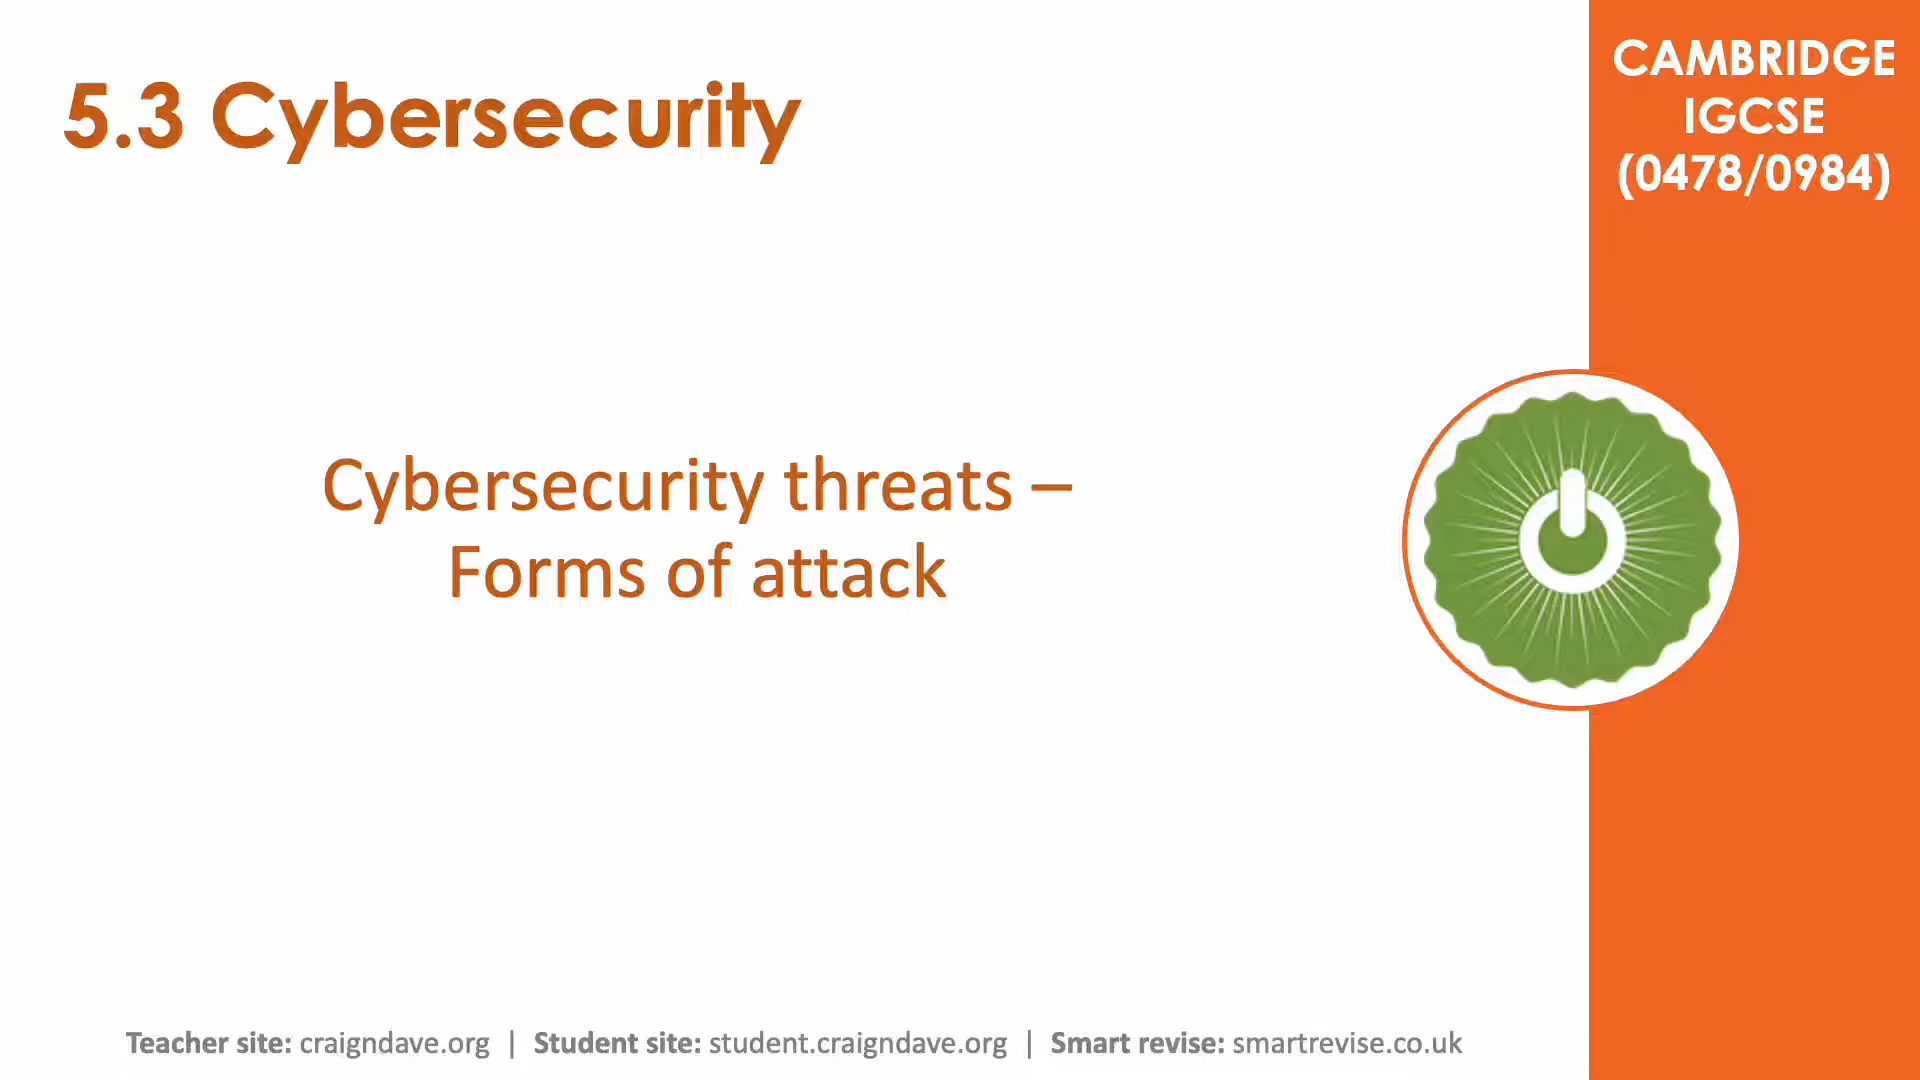 5.3 Cybersecurity
CAMBRIDGE
IGCSE
(0478/0984)
Cybersecurity threats –
Forms of attack
Teacher site: craigndave.org | Student site: student.craigndave.org | Smart revise: smartrevise.co.uk